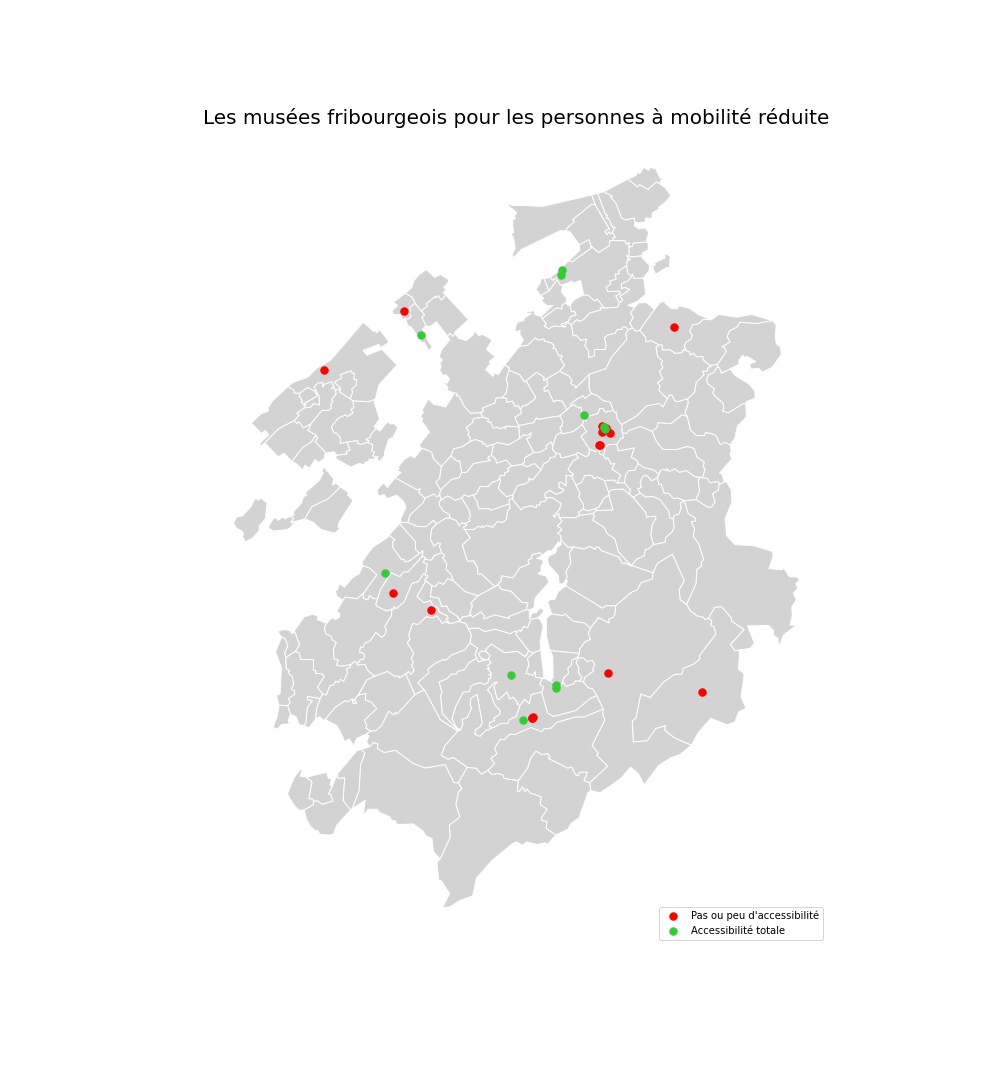 Les musées fribourgeois pour les personnes à mobilité réduite
Pas ou peu d'accessibilité
Accessibilité totale